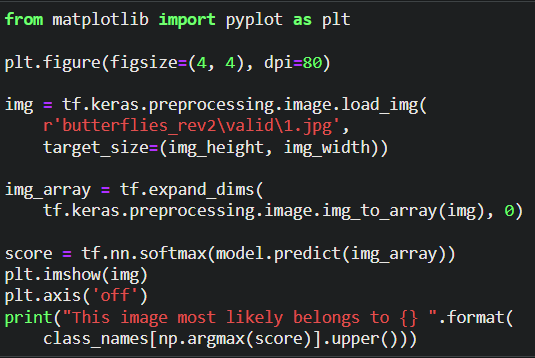 from matplotlib import pyplot as plt
plt.figure(figsize=(4, 4), dpi=80)
img = tf.keras.preprocessing.image.load_img(
    r'butterflies_rev2\valid\1.jpg',
    target_size=(img_height, img_width))
img_array = tf.expand_dims(
    tf.keras.preprocessing.image.img_to_array(img), 0)
score = tf.nn.softmax(model.predict(img_array))
plt.imshow(img)
plt.axis('off')
print("This image most likely belongs to {} ".format(
    class_names[np.argmax(score)].upper()))